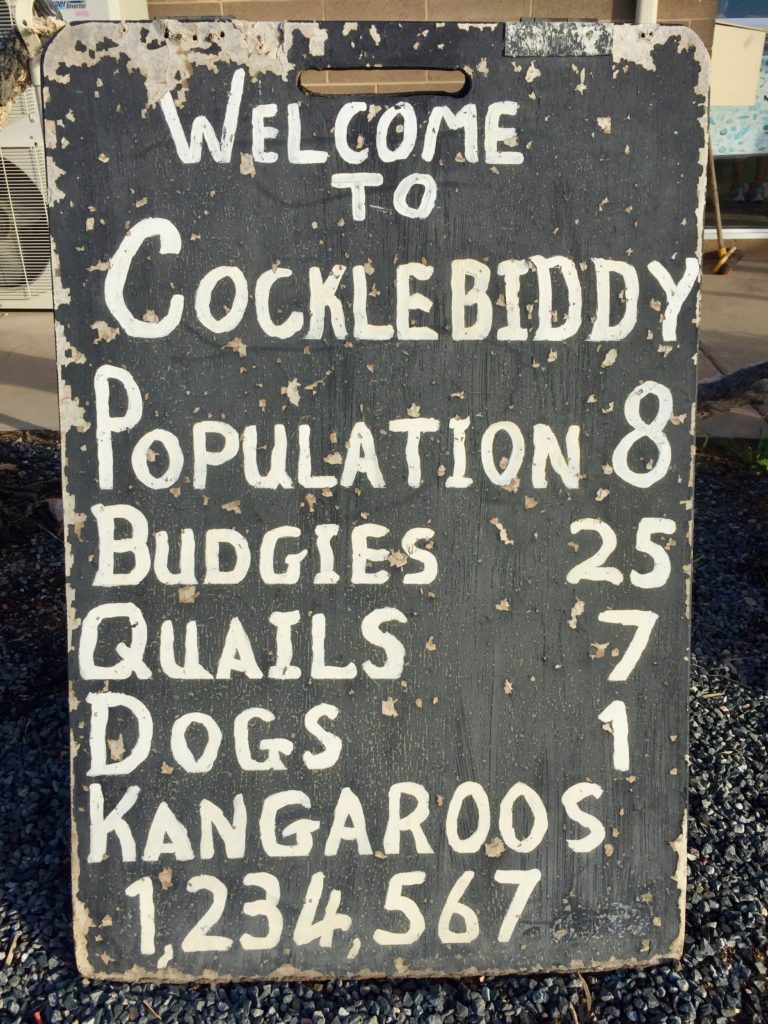 WELCOME
TO
COCKLEBIDDY
POPULATION 8
BUDGIES 25
QUAILS 7
DOGS 1
KANGAROOS
1,234,567